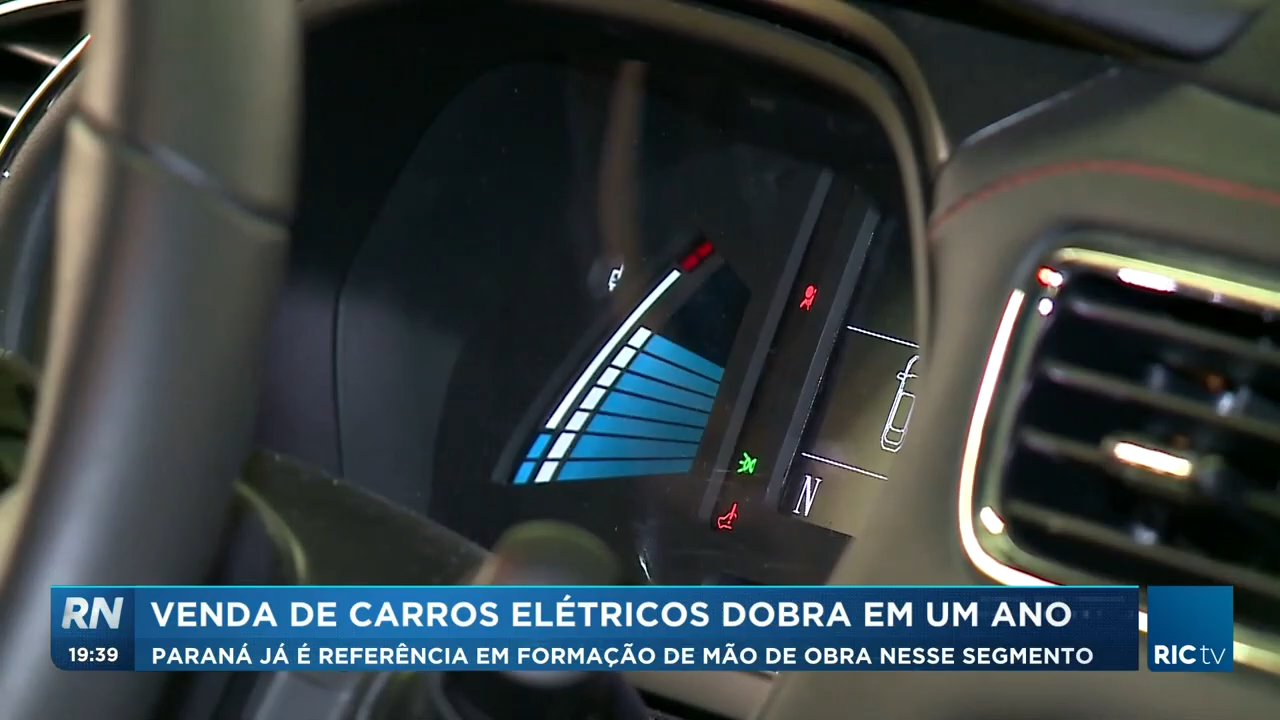 N
RN
VENDA DE CARROS ELÉTRICOS DOBRA EM UM ANO
19:39
PARANÁ JÁ É REFERÊNCIA EM FORMAÇÃO DE MÃO DE OBRA NESSE SEGMENTO
RICtv